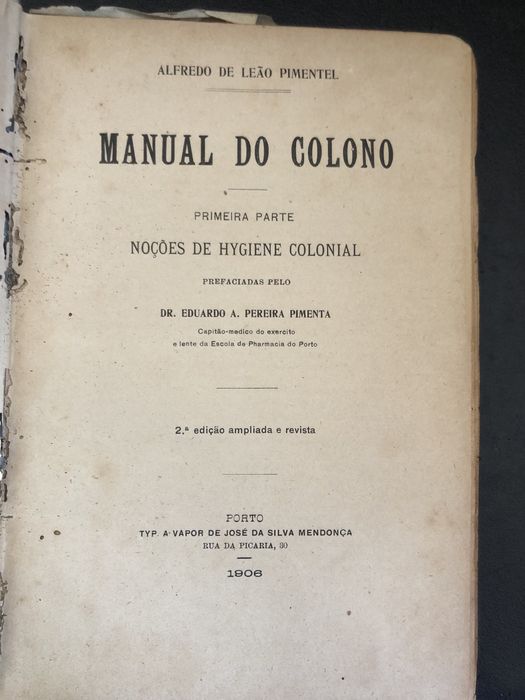 ALFREDO DE LEÃO PIMENTEL
MANUAL DO COLONO
PRIMEIRA PARTE
NOÇÕES DE HYGIENE COLONIAL
PREFACIADAS PELO
DR. EDUARDO A. PEREIRA PIMENTA
Capitão-medico do exercito
e lente da Escola de Pharmacia do Porto
2.ª edição ampliada e revista
PORTO
TYP. A VAPOR DE JOSÉ DA SILVA MENDONÇA
RUA DA PICARIA, 30
1906